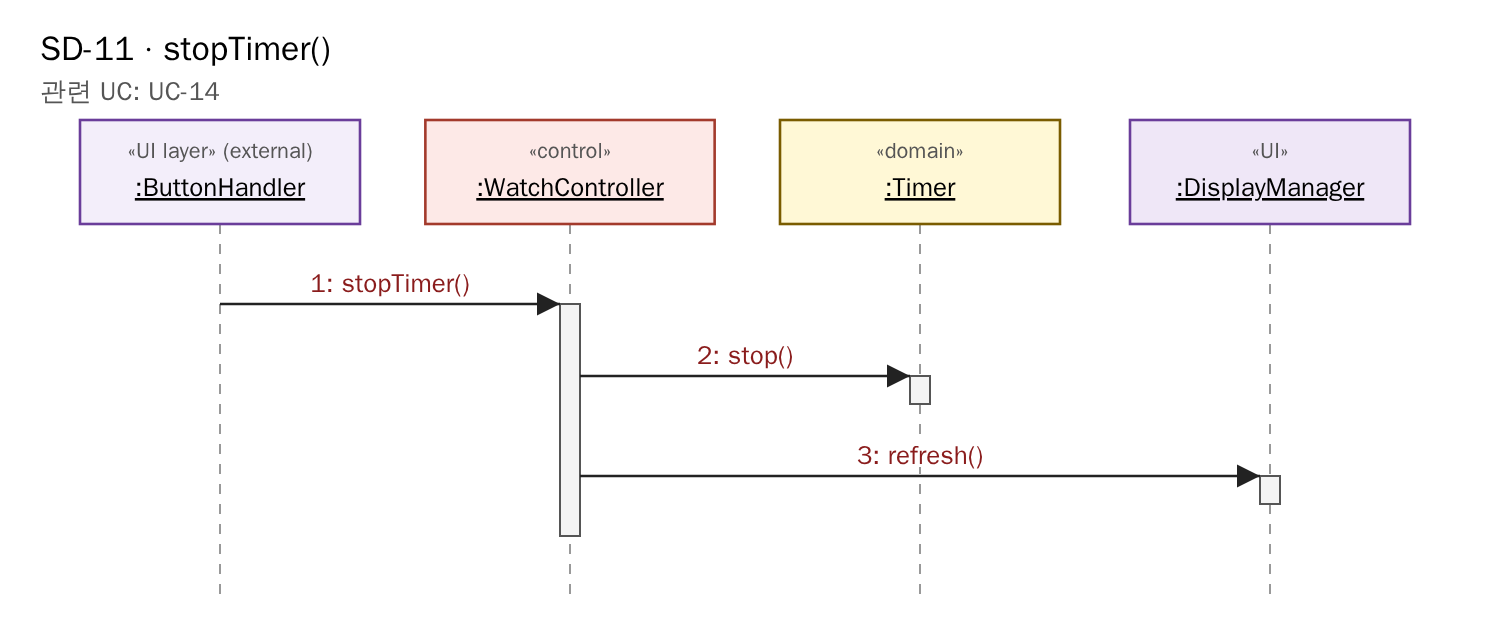 SD-11 · stopTimer()
관련 UC: UC-14
«UI layer» (external)
:ButtonHandler
«control»
:WatchController
«domain»
:Timer
«UI»
:DisplayManager
1: stopTimer()
2: stop()
3: refresh()